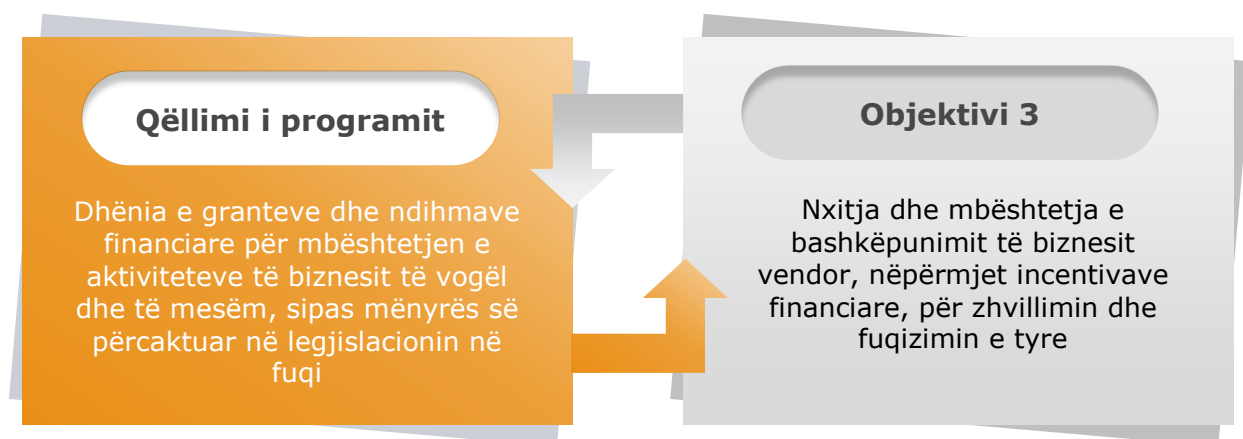 Qëllimi i programit
Dhënia e granteve dhe ndihmave
financiare për mbështetjen e
aktiviteteve të biznesit të vogël
dhe të mesëm, sipas mënyrës së
përcaktuar në legjislacionin në
fuqi
Objektivi 3
Nxitja dhe mbështetja e
bashkëpunimit të biznesit
vendor, nëpërmjet incentivave
financiare, për zhvillimin dhe
fuqizimin e tyre